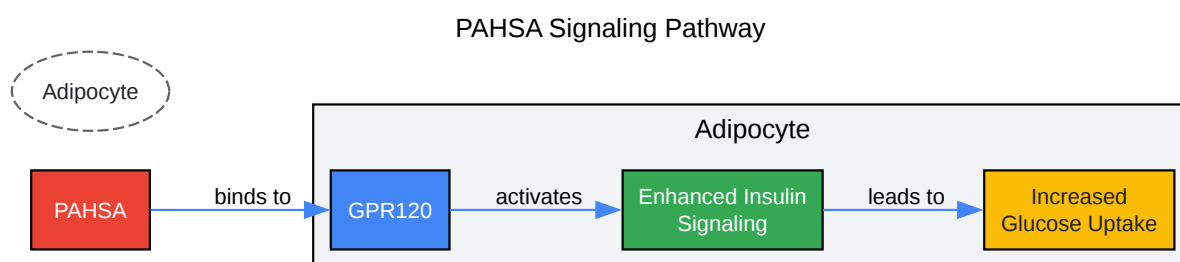 PAHSA Signaling Pathway
Adipocyte
Adipocyte
PAHSA
binds to
GPR120
activates
Enhanced Insulin
Signaling
leads to
Increased
Glucose Uptake